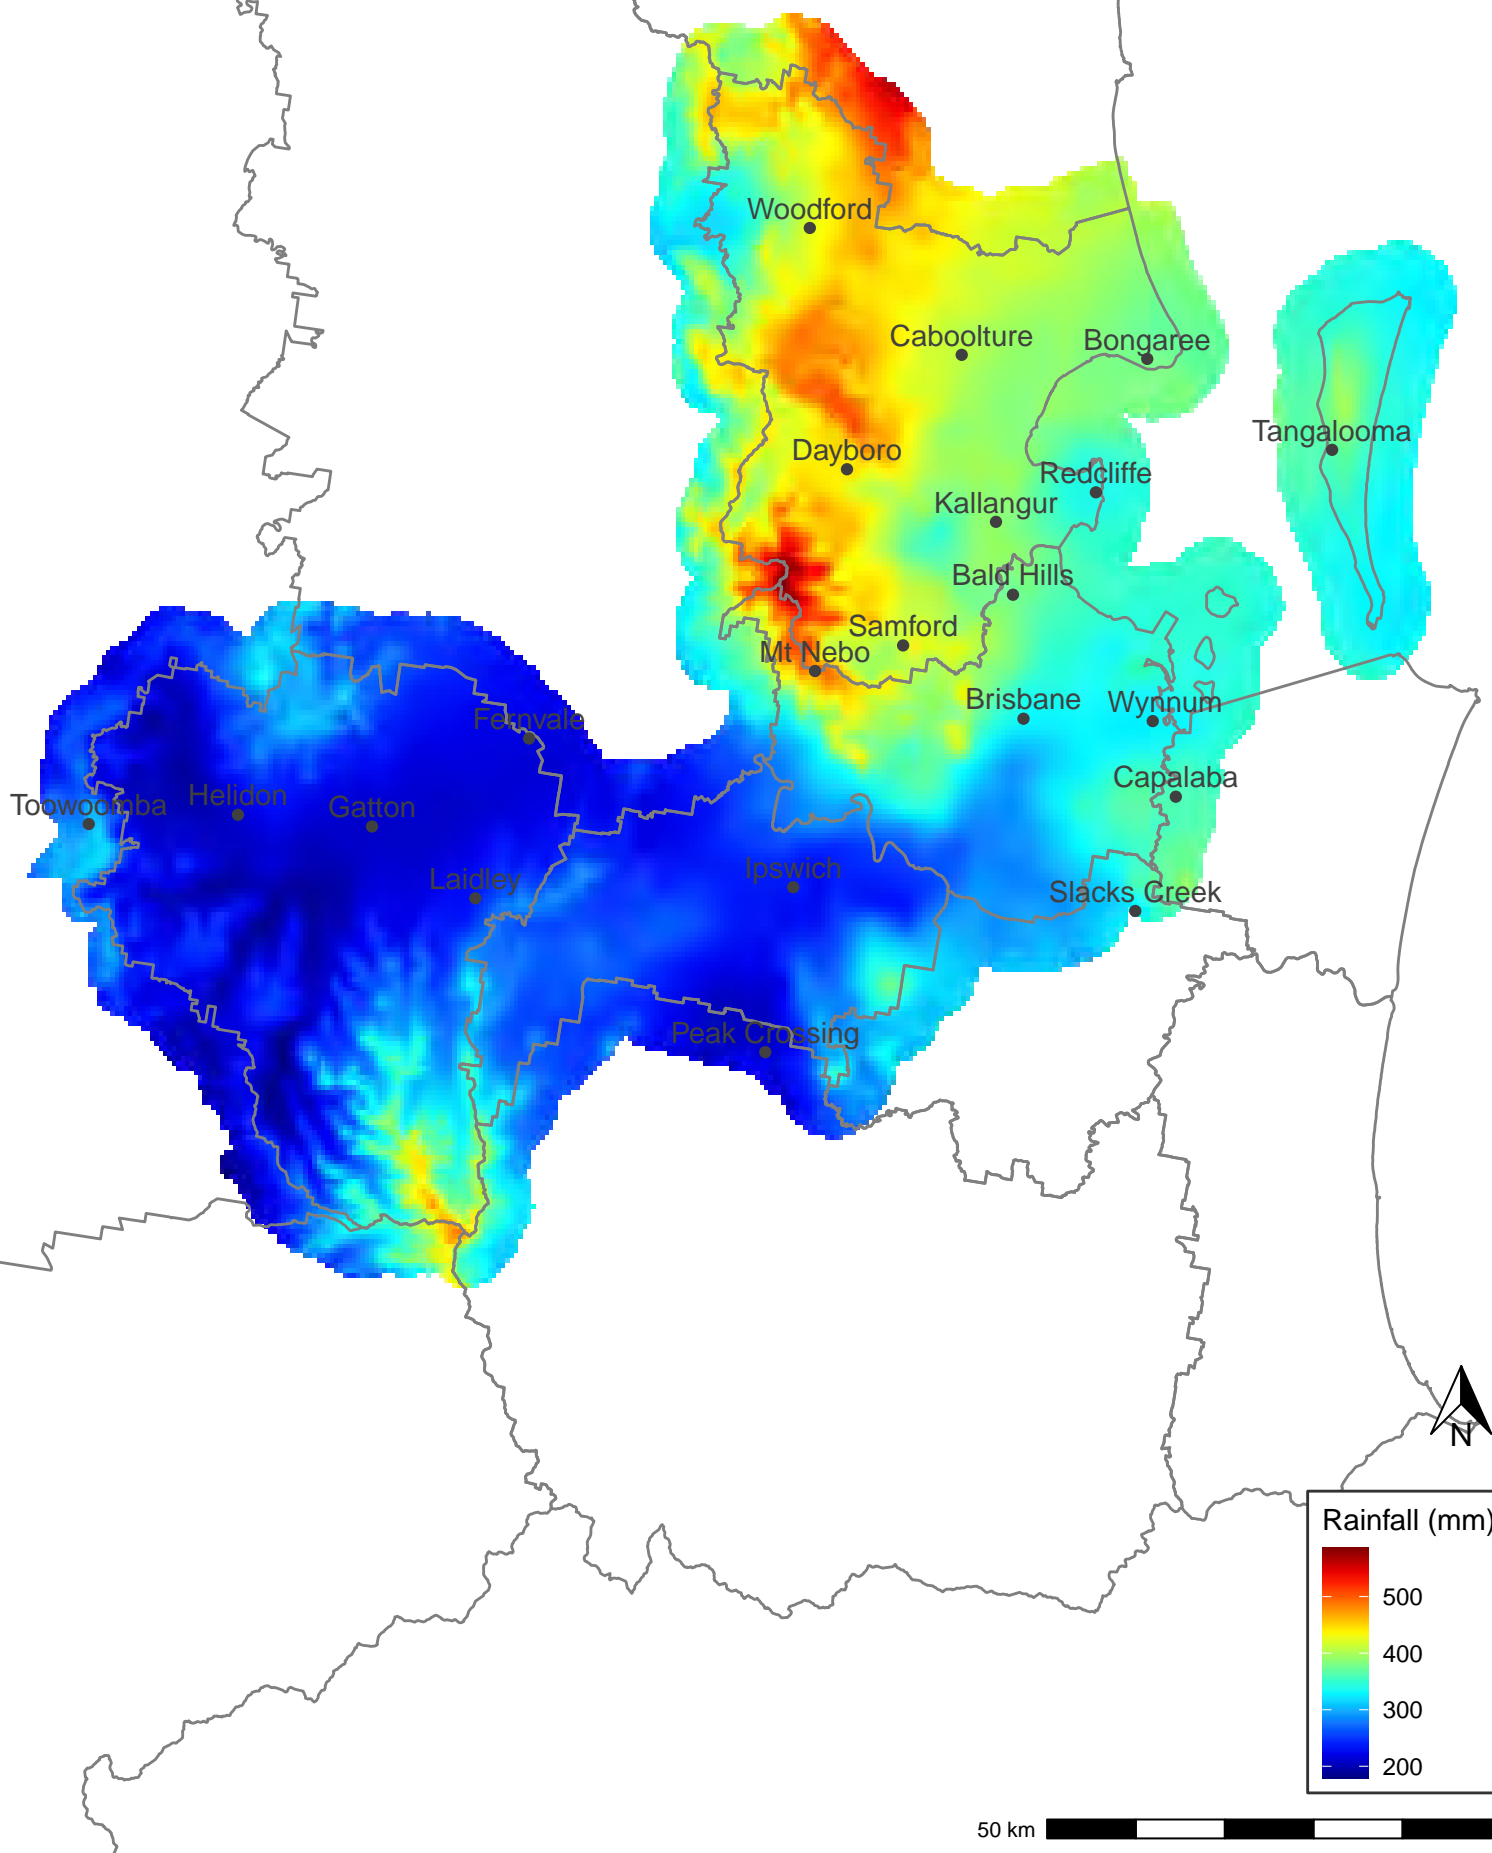 Woodford
Caboolture
Bongaree
Tangalooma
Dayboro
Redcliffe
Kallangur
Bald Hills
Samford
Mt Nebo
Brisbane
Wynnum
Fernvale
Capalaba
Toowoomba
Helidon
Gatton
Ipswich
Laidley
Slacks Creek
Peak Crossing
N
Rainfall (mm)
500
400
300
200
50 km